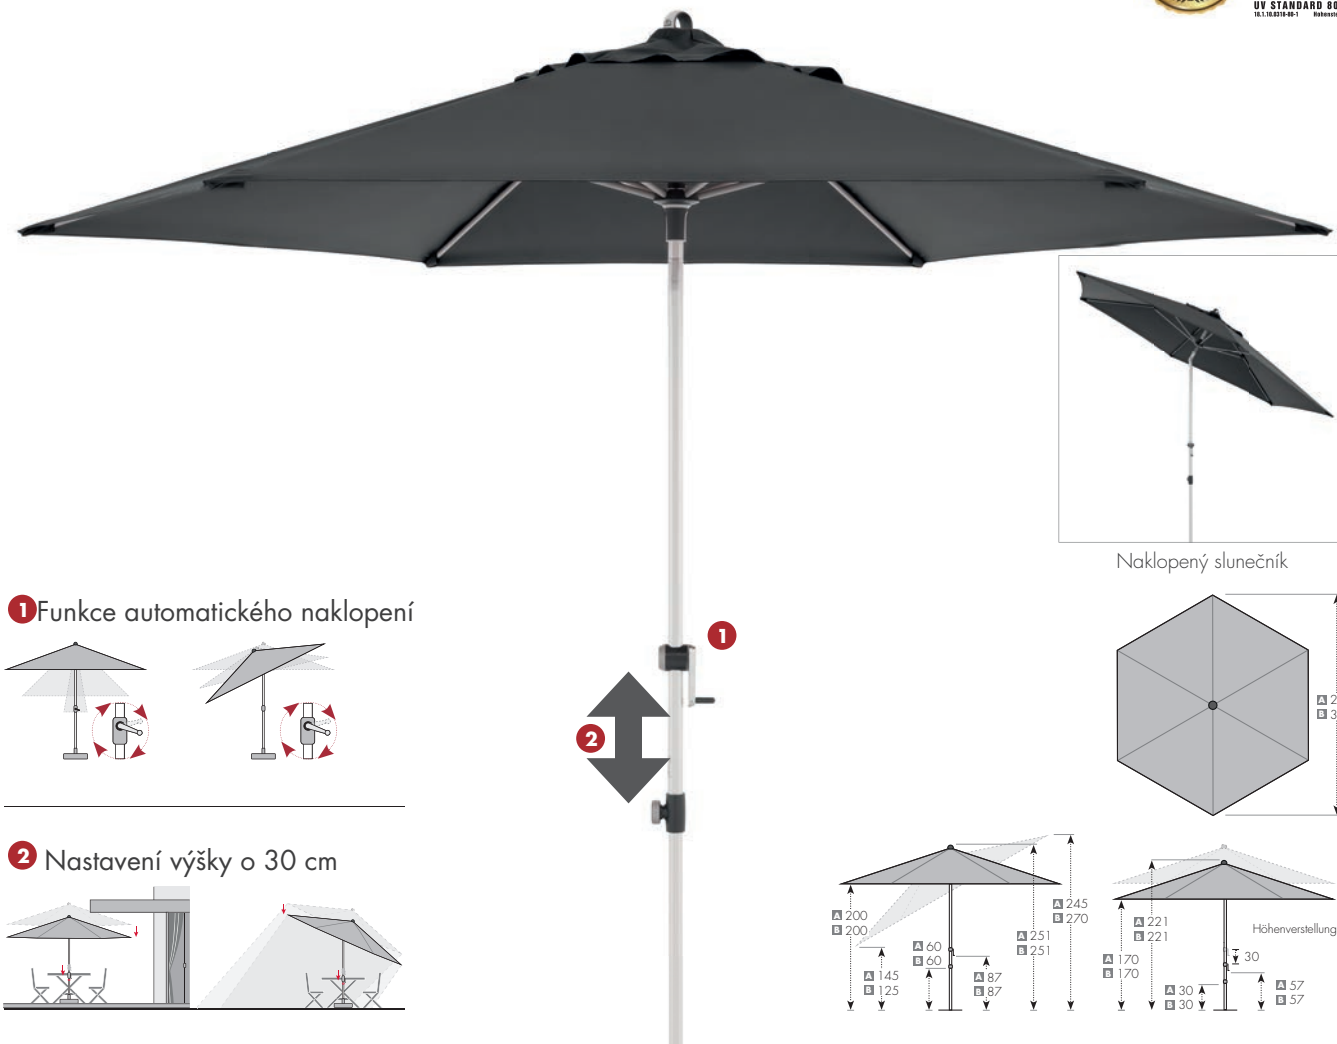 UV STANDARD 80
Naklopený slunečník
1 Funkce automatického naklopení
1
2
2 Nastavení výšky o 30 cm
A 2
B 3
A 200
B 200
A 145
B 125
A 60
B 60
A 87
B 87
A 251
B 251
A 245
B 270
A 221
B 221
A 170
B 170
Höhenverstellung
30
A 30
B 30
A 57
B 57